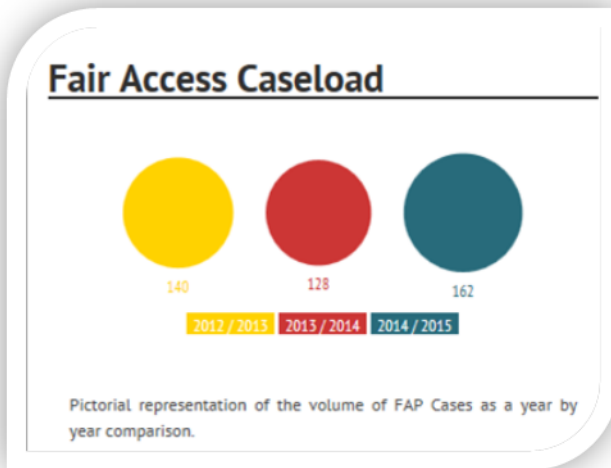 Fair Access Caseload
140
128
162
2012 / 2013 2013 / 2014 2014 / 2015
Pictorial representation of the volume of FAP Cases as a year by
year comparison.